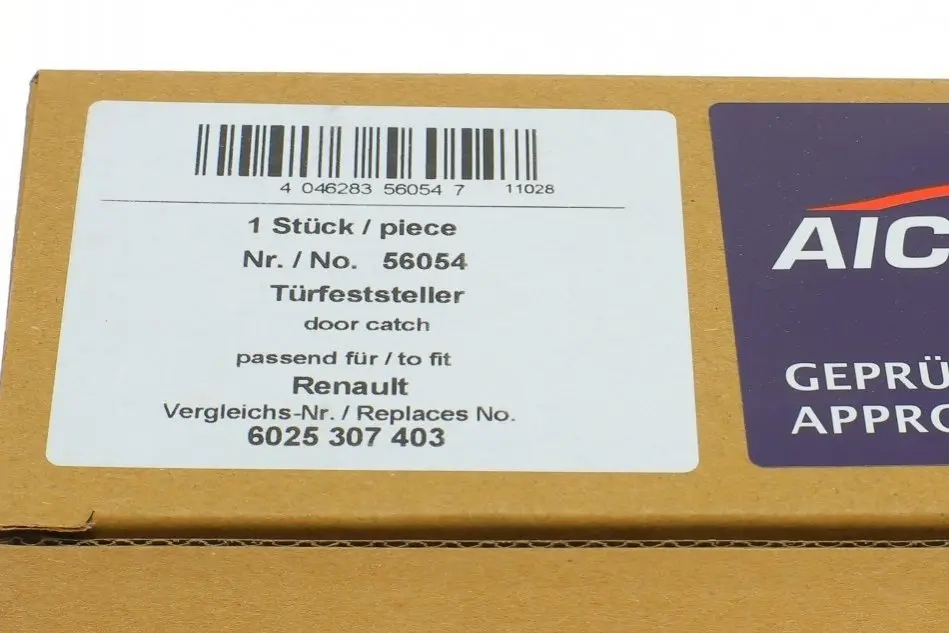 4 046283 56054 7 11028
1 Stück / piece
Nr. / No. 56054
Türfeststeller
door catch
passend für / to fit
Renault
Vergleichs-Nr. / Replaces No.
6025 307 403
AIC
GEPRÜ
APPRO